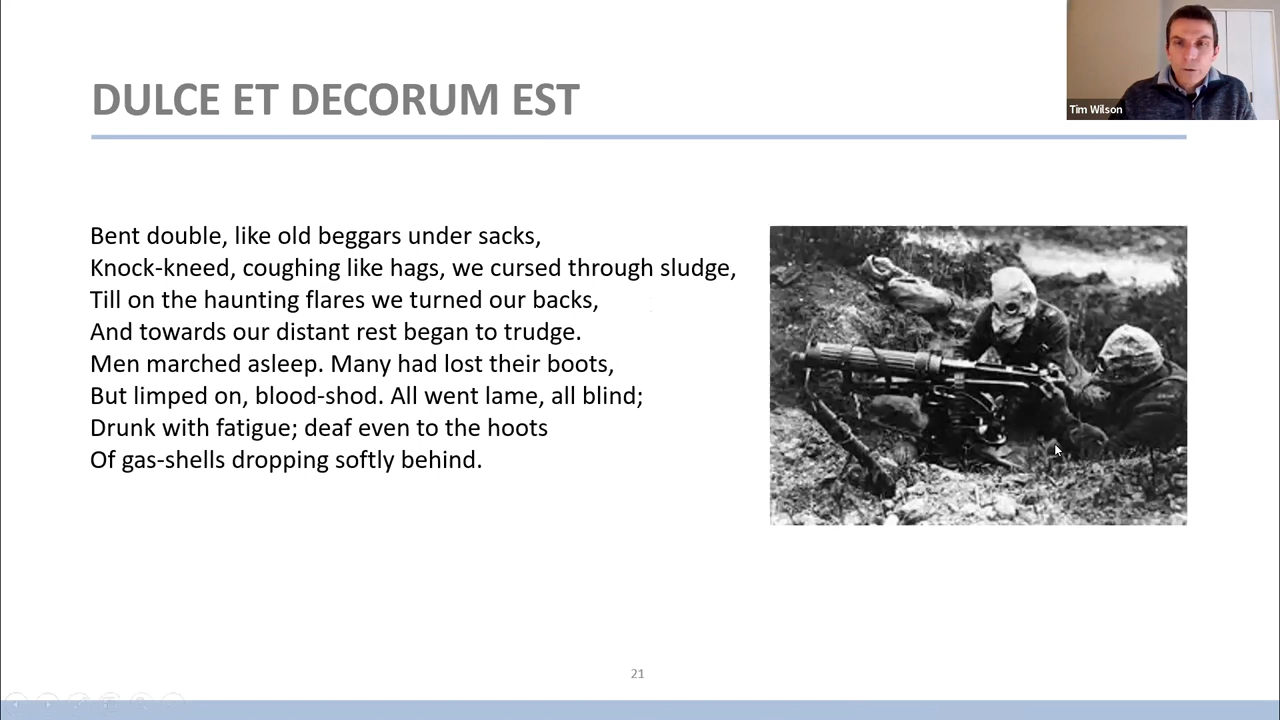 DULCE ET DECORUM EST
Tim Wilson
Bent double, like old beggars under sacks,
Knock-kneed, coughing like hags, we cursed through sludge,
Till on the haunting flares we turned our backs,
And towards our distant rest began to trudge.
Men marched asleep. Many had lost their boots,
But limped on, blood-shod. All went lame, all blind;
Drunk with fatigue; deaf even to the hoots
Of gas-shells dropping softly behind.
21